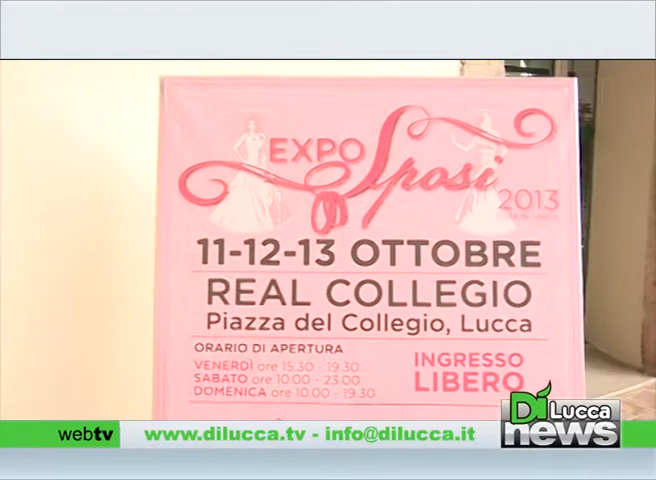 EXPO Sposi
2013
11-12-13 OTTOBRE
REAL COLLEGIO
Piazza del Collegio, Lucca
ORARIO DI APERTURA
VENERDÌ ore 15.30 - 19.30
SABATO ore 10.00 - 23.00
DOMENICA ore 10.00 - 19.30
INGRESSO
LIBERO
webtv
www.dilucca.tv - info@dilucca.it
Di Lucca
news